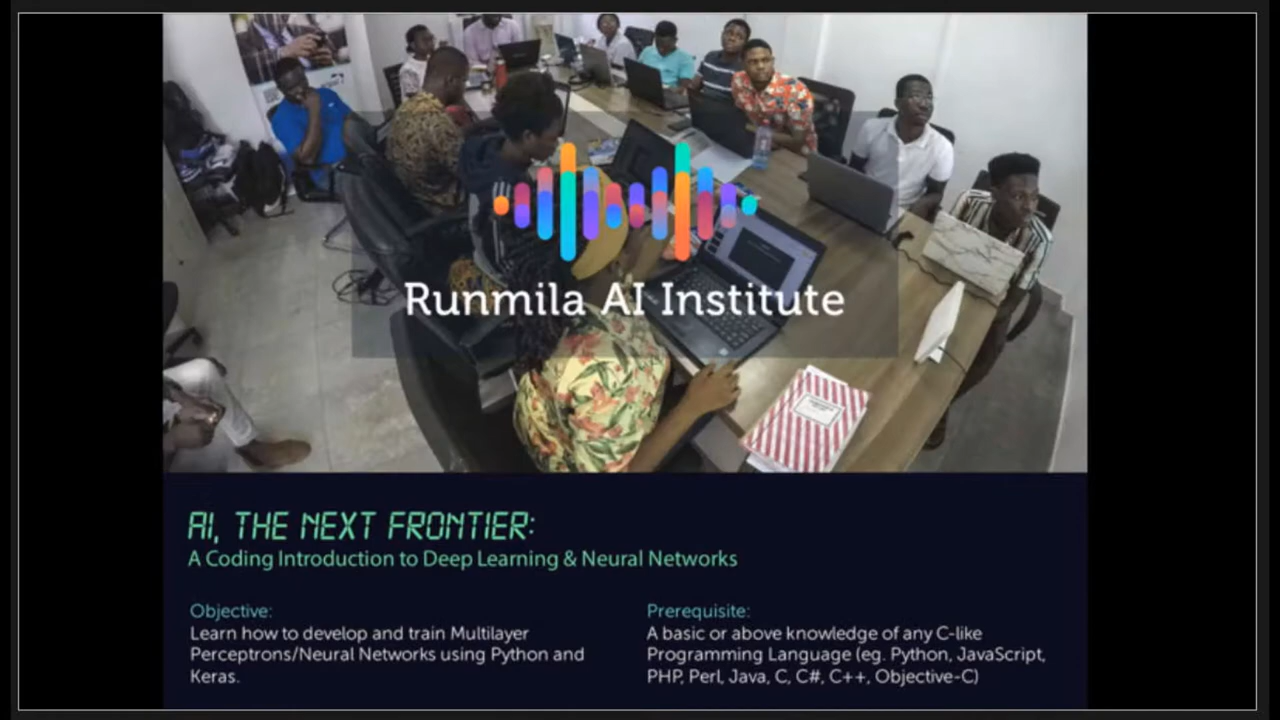 Runmila AI Institute
AI, THE NEXT FRONTIER:
A Coding Introduction to Deep Learning & Neural Networks
Objective:
Learn how to develop and train Multilayer
Perceptrons/Neural Networks using Python and
Keras.
Prerequisite:
A basic or above knowledge of any C-like
Programming Language (eg. Python, JavaScript,
PHP, Perl, Java, C, C#, C++, Objective-C)